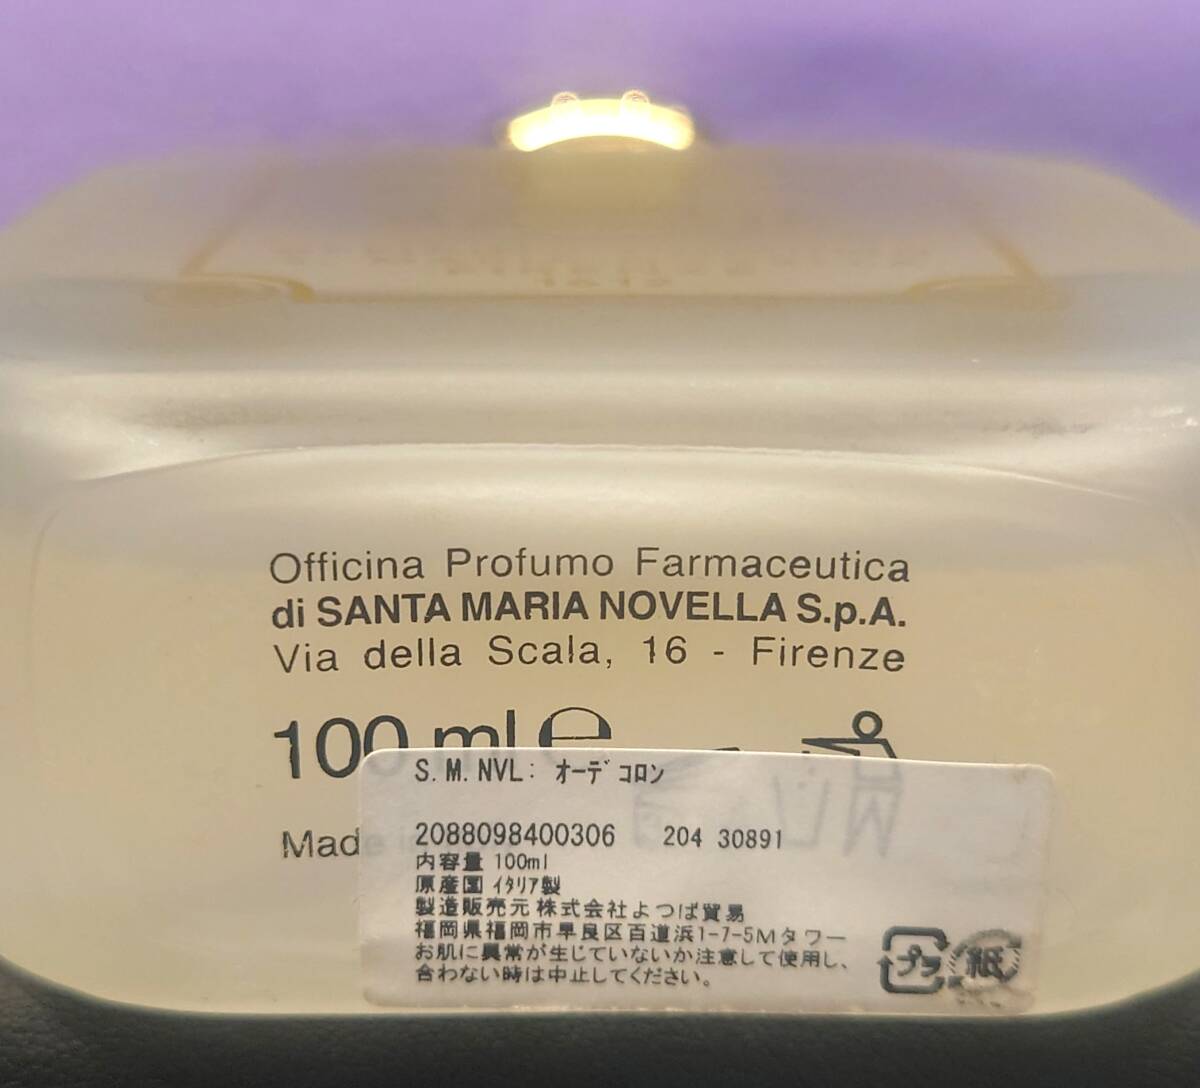 Officina Profumo Farmaceutica
di SANTA MARIA NOVELLA S.p.A.
Via della Scala, 16 - Firenze
100 ml ℮
Made
S.M.NVL: オーデコロン
2088098400306 204 30891
内容量 100ml
原産国 イタリア製
製造販売元 株式会社よつば貿易
福岡県福岡市早良区百道浜1-7-5Mタワー
お肌に異常が生じていないか注意して使用し、
合わない時は中止してください。
プラ 紙